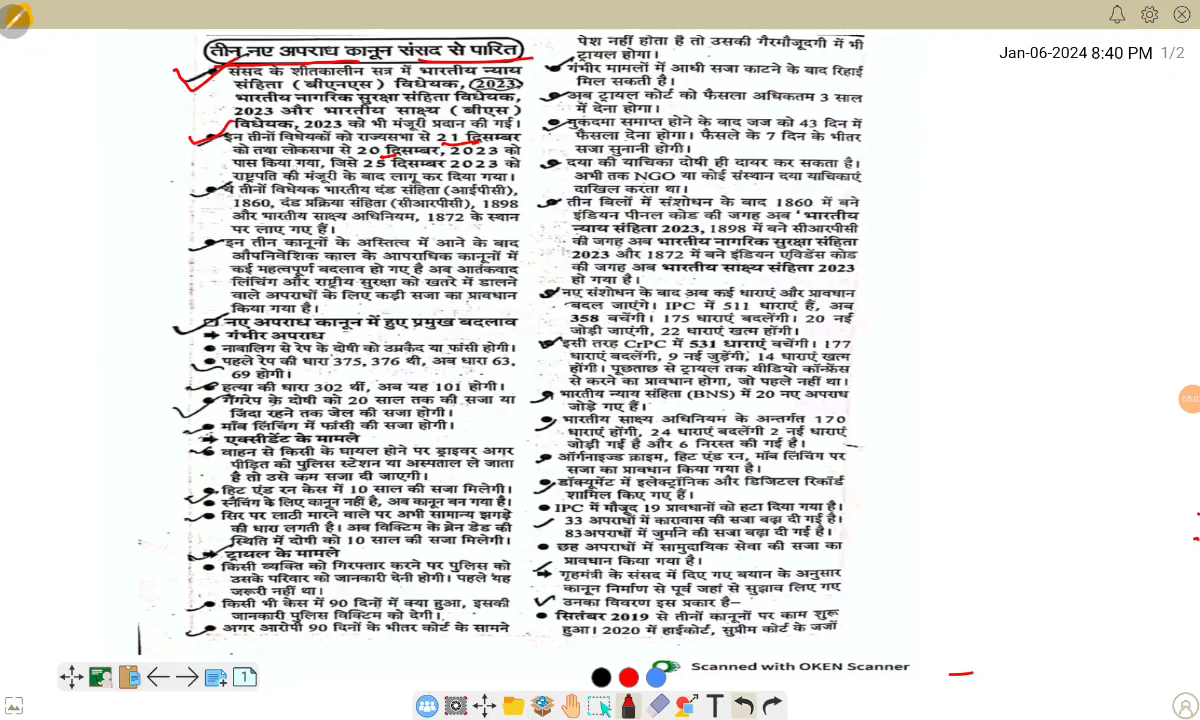 Jan-06-2024 8:40 PM 1/2
तीन नए अपराध कानून संसद से पारित
संसद के शीतकालीन सत्र में भारतीय न्याय
संहिता (बीएनएस) विधेयक, 2023,
भारतीय नागरिक सुरक्षा संहिता विधेयक,
2023 और भारतीय साक्ष्य (बीएस)
विधेयक, 2023 को भी मंजूरी प्रदान की गई।
इन तीनों विधेयकों को राज्यसभा से 21 दिसम्बर
को तथा लोकसभा से 20 दिसम्बर, 2023 को
पास किया गया, जिसे 25 दिसम्बर 2023 को
राष्ट्रपति की मंजूरी के बाद लागू कर दिया गया।
ये तीनों विधेयक भारतीय दंड संहिता (आईपीसी),
1860, दंड प्रक्रिया संहिता (सीआरपीसी), 1898
और भारतीय साक्ष्य अधिनियम, 1872 के स्थान
पर लाए गए हैं।
इन तीन कानूनों के अस्तित्व में आने के बाद
औपनिवेशिक काल के आपराधिक कानूनों में
कई महत्वपूर्ण बदलाव हो गए है अब आतंकवाद
लिंचिंग और राष्ट्रीय सुरक्षा को खतरे में डालने
वाले अपराधों के लिए कड़ी सजा का प्रावधान
किया गया है।
❑ नए अपराध कानून में हुए प्रमुख बदलाव
➔ गंभीर अपराध
● नाबालिग से रेप के दोषी को उम्रकैद या फांसी होगी।
● पहले रेप की धारा 375, 376 थी, अब धारा 63,
69 होगी।
● हत्या की धारा 302 थीं, अब यह 101 होगी।
● गैंगरेप के दोषी को 20 साल तक की सजा या
जिंदा रहने तक जेल की सजा होगी।
● मॉब लिंचिंग में फांसी की सजा होगी।
➔ एक्सीडेंट के मामले
● वाहन से किसी के घायल होने पर ड्राइवर अगर
पीड़ित को पुलिस स्टेशन या अस्पताल ले जाता
है तो उसे कम सजा दी जाएगी।
● हिट एंड रन केस में 10 साल की सजा मिलेगी।
● स्नैचिंग के लिए कानून नहीं है, अब कानून बन गया है।
● सिर पर लाठी मारने वाले पर अभी सामान्य झगड़े
की धारा लगती है। अब विक्टिम के ब्रेन डेड की
स्थिति में दोषी को 10 साल की सजा मिलेगी।
➔ ट्रायल के मामले
● किसी व्यक्ति को गिरफ्तार करने पर पुलिस को
उसके परिवार को जानकारी देनी होगी। पहले यह
जरूरी नहीं था।
● किसी भी केस में 90 दिनों में क्या हुआ, इसकी
जानकारी पुलिस विक्टिम को देगी।
● अगर आरोपी 90 दिनों के भीतर कोर्ट के सामने
पेश नहीं होता है तो उसकी गैरमौजूदगी में भी
ट्रायल होगा।
● गंभीर मामलों में आधी सजा काटने के बाद रिहाई
मिल सकती है।
● अब ट्रायल कोर्ट को फैसला अधिकतम 3 साल
में देना होगा।
● मुकदमा समाप्त होने के बाद जज को 43 दिन में
फैसला देना होगा। फैसले के 7 दिन के भीतर
सजा सुनानी होगी।
● दया की याचिका दोषी ही दायर कर सकता है।
अभी तक NGO या कोई संस्थान दया याचिकाएं
दाखिल करता था।
● तीन बिलों में संशोधन के बाद 1860 में बने
इंडियन पीनल कोड की जगह अब 'भारतीय
न्याय संहिता 2023, 1898 में बने सीआरपीसी
की जगह अब भारतीय नागरिक सुरक्षा संहिता
2023 और 1872 में बने इंडियन एविडेंस कोड
की जगह अब भारतीय साक्ष्य संहिता 2023
हो गया है।
● नए संशोधन के बाद अब कई धाराएं और प्रावधान
बदल जाएंगे। IPC में 511 धाराएं हैं, अब
358 बचेंगी। 175 धाराएं बदलेंगी। 20 नई
जोड़ी जाएंगी, 22 धाराएं खत्म होंगी।
● इसी तरह CrPC में 531 धाराएं बचेंगी। 177
धाराएं बदलेंगी, 9 नई जुड़ेंगी, 14 धाराएं खत्म
होंगी। पूछताछ से ट्रायल तक वीडियो कॉन्फ्रेंस
से करने का प्रावधान होगा, जो पहले नहीं था।
● भारतीय न्याय संहिता (BNS) में 20 नए अपराध
जोड़े गए हैं।
● भारतीय साक्ष्य अधिनियम के अन्तर्गत 170
धाराएं होंगी, 24 धाराएं बदलेंगी 2 नई धाराएं
जोड़ी गई है और 6 निरस्त की गई है।
● ऑर्गनाइज्ड क्राइम, हिट एंड रन, मॉब लिंचिंग पर
सजा का प्रावधान किया गया है।
● डॉक्यूमेंट में इलेक्ट्रॉनिक और डिजिटल रिकॉर्ड
शामिल किए गए हैं।
● IPC में मौजूद 19 प्रावधानों को हटा दिया गया है।
33 अपराधों में कारावास की सजा बढ़ा दी गई है।
83अपराधों में जुर्माने की सजा बढ़ा दी गई है।
● छह अपराधों में सामुदायिक सेवा की सजा का
प्रावधान किया गया है।
➔ गृहमंत्री के संसद में दिए गए बयान के अनुसार
कानून निर्माण से पूर्व जहां से सुझाव लिए गए
उनका विवरण इस प्रकार है–
● सितंबर 2019 से तीनों कानूनों पर काम शुरू
हुआ। 2020 में हाईकोर्ट, सुप्रीम कोर्ट के जजों
Scanned with OKEN Scanner
1
T